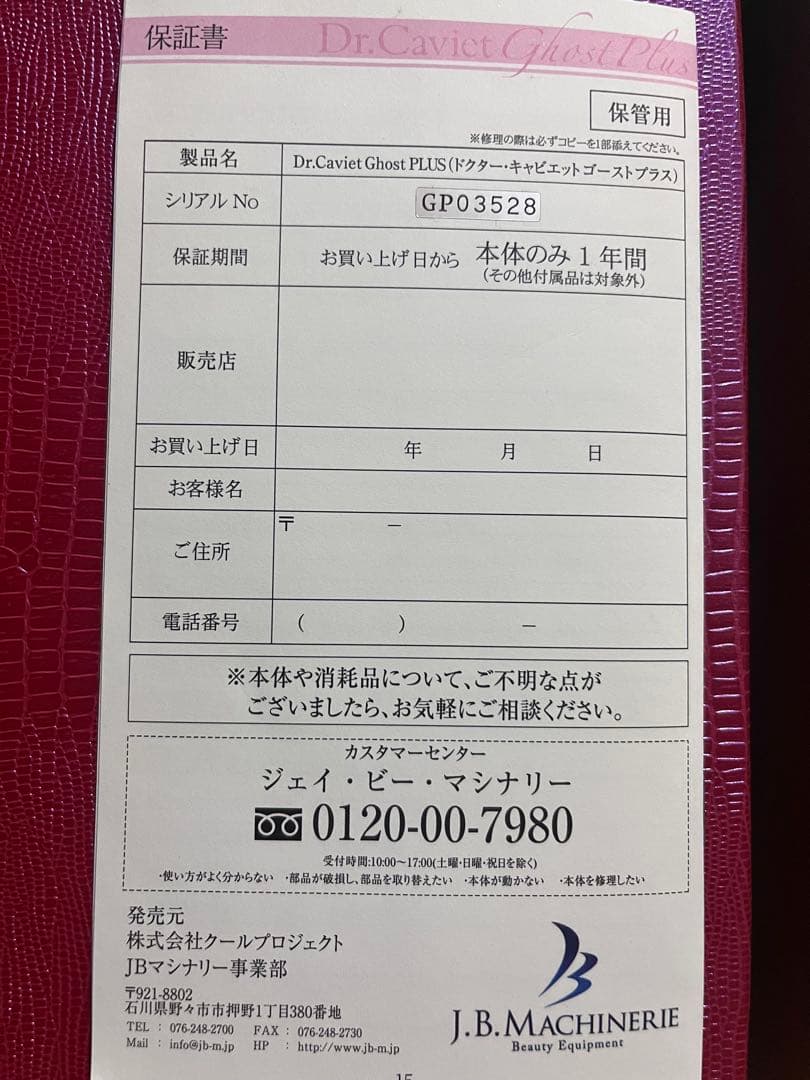 保証書
Dr.Caviet Ghost Plus
保管用
※修理の際は必ずコピーを1部添えてください。
製品名 Dr.Caviet Ghost PLUS(ドクター・キャビエットゴーストプラス)
シリアル No GP03528
保証期間 お買い上げ日から 本体のみ 1 年間
(その他付属品は対象外)
販売店
お買い上げ日 年 月 日
お客様名
ご住所 〒 －
電話番号 ( ) －
※本体や消耗品について、ご不明な点が
ございましたら、お気軽にご相談ください。
カスタマーセンター
ジェイ・ビー・マシナリー
0120-00-7980
受付時間:10:00～17:00(土曜・日曜・祝日を除く)
・使い方がよく分からない ・部品が破損し、部品を取り替えたい ・本体が動かない ・本体を修理したい
発売元
株式会社クールプロジェクト
JBマシナリー事業部
〒921-8802
石川県野々市市押野1丁目380番地
TEL : 076-248-2700 FAX : 076-248-2730
Mail : info@jb-m.jp HP : http://www.jb-m.jp
J.B.MACHINERIE
Beauty Equipment
15